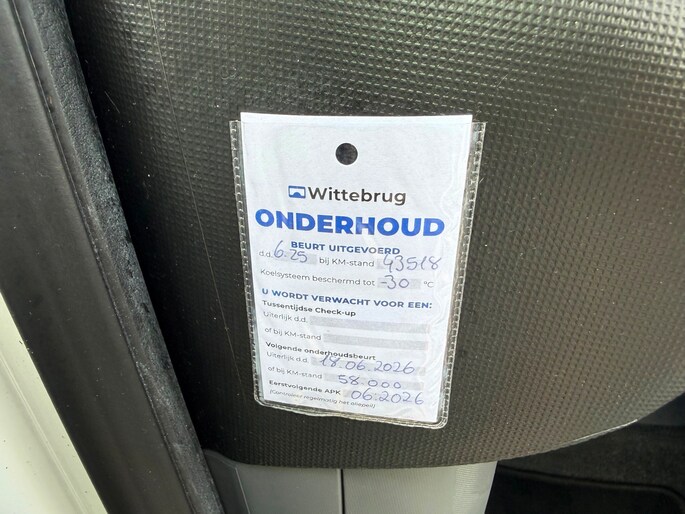 Wittebrug
ONDERHOUD
BEURT UITGEVOERD
d.d. 6.25 bij KM-stand 43518
Koelsysteem beschermd tot -30 °C
U WORDT VERWACHT VOOR EEN:
Tussentijdse Check-up
Uiterlijk d.d.
of bij KM-stand
Volgende onderhoudsbeurt
Uiterlijk d.d. 18.06.2026
of bij KM-stand 58.000
Eerstvolgende APK 06.2026
(Controleer regelmatig het oliepeil)